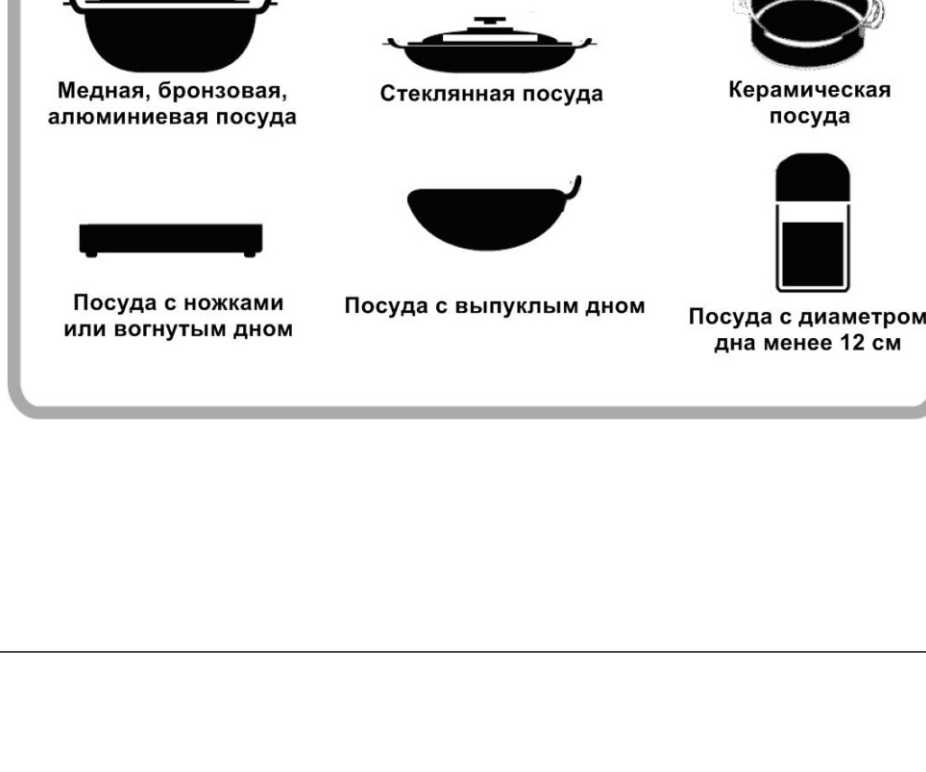 Медная, бронзовая,
алюминиевая посуда
Стеклянная посуда
Керамическая
посуда
Посуда с ножками
или вогнутым дном
Посуда с выпуклым дном
Посуда с диаметром
дна менее 12 см